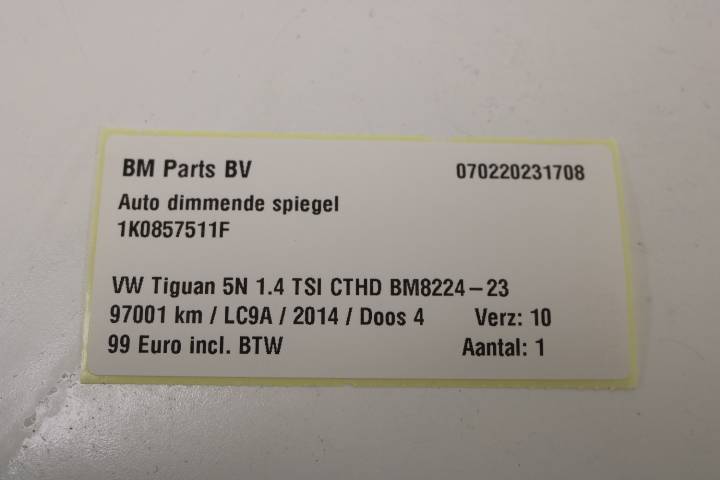 BM Parts BV 070220231708
Auto dimmende spiegel
1K0857511F
VW Tiguan 5N 1.4 TSI CTHD BM8224-23
97001 km / LC9A / 2014 / Doos 4 Verz: 10
99 Euro incl. BTW Aantal: 1